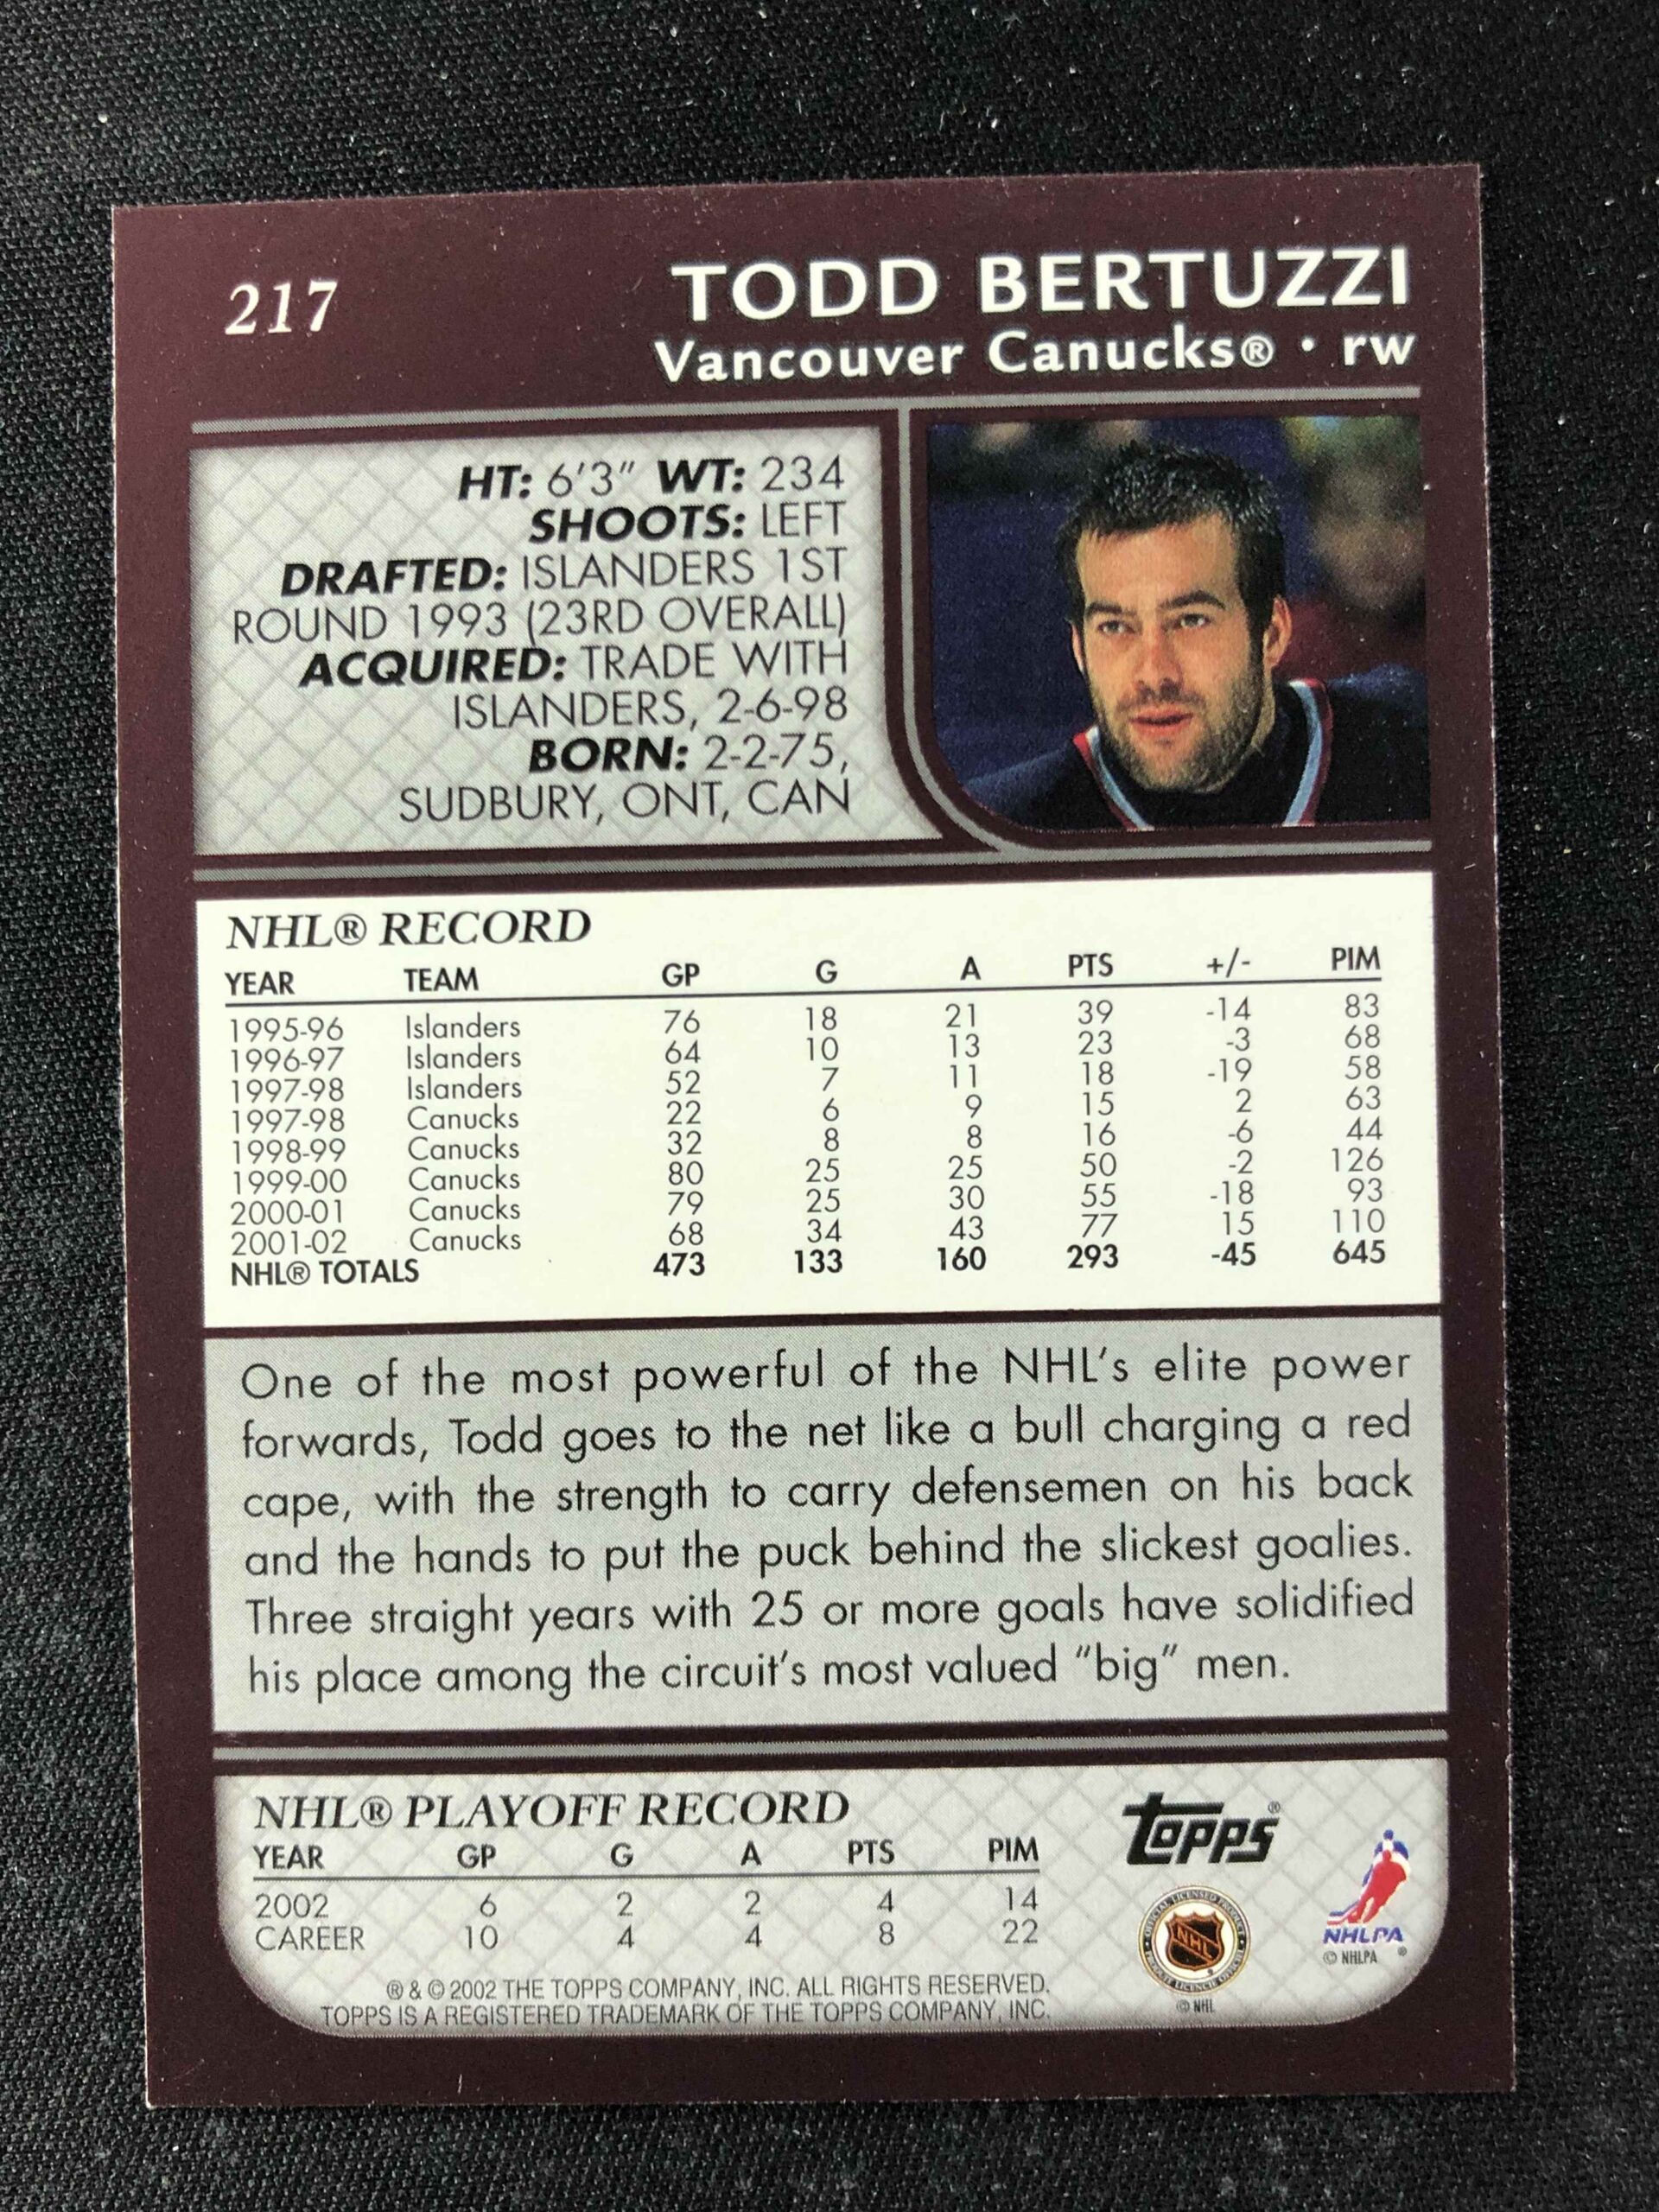 217
TODD BERTUZZI
Vancouver Canucks® • rw
HT: 6'3" WT: 234
SHOOTS: LEFT
DRAFTED: ISLANDERS 1ST
ROUND 1993 (23RD OVERALL)
ACQUIRED: TRADE WITH
ISLANDERS, 2-6-98
BORN: 2-2-75,
SUDBURY, ONT, CAN
NHL® RECORD
YEAR TEAM GP G A PTS +/- PIM
1995-96 Islanders 76 18 21 39 -14 83
1996-97 Islanders 64 10 13 23 -3 68
1997-98 Islanders 52 7 11 18 -19 58
1997-98 Canucks 22 6 9 15 2 63
1998-99 Canucks 32 8 8 16 -6 44
1999-00 Canucks 80 25 25 50 -2 126
2000-01 Canucks 79 25 30 55 -18 93
2001-02 Canucks 68 34 43 77 15 110
NHL® TOTALS 473 133 160 293 -45 645
One of the most powerful of the NHL's elite power
forwards, Todd goes to the net like a bull charging a red
cape, with the strength to carry defensemen on his back
and the hands to put the puck behind the slickest goalies.
Three straight years with 25 or more goals have solidified
his place among the circuit's most valued "big" men.
NHL® PLAYOFF RECORD
YEAR GP G A PTS PIM
2002 6 2 2 4 14
CAREER 10 4 4 8 22
® & © 2002 THE TOPPS COMPANY, INC. ALL RIGHTS RESERVED.
TOPPS IS A REGISTERED TRADEMARK OF THE TOPPS COMPANY, INC.
Topps®
NHL
© NHL
NHLPA
© NHLPA ®